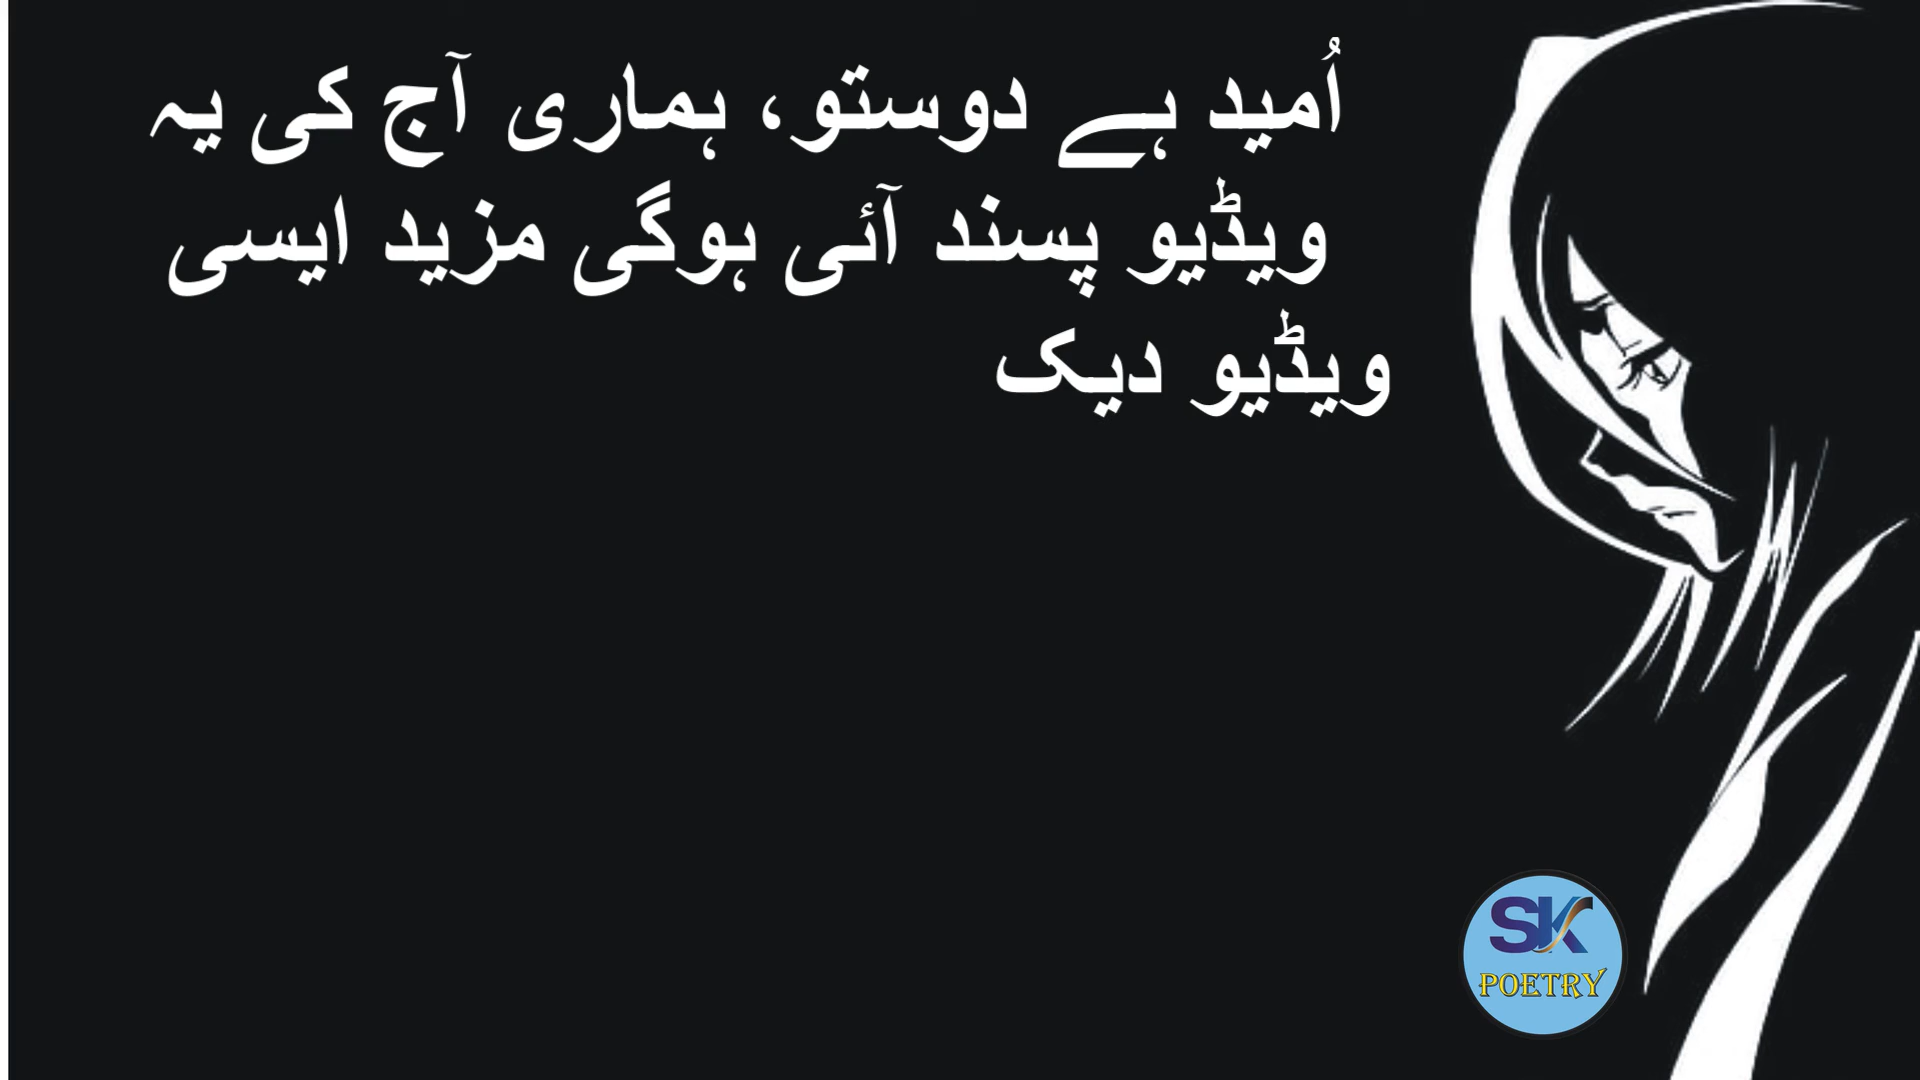 اُمید ہے دوستو، ہماری آج کی یہ
ویڈیو پسند آئی ہوگی مزید ایسی
ویڈیو دیک
SK
POETRY